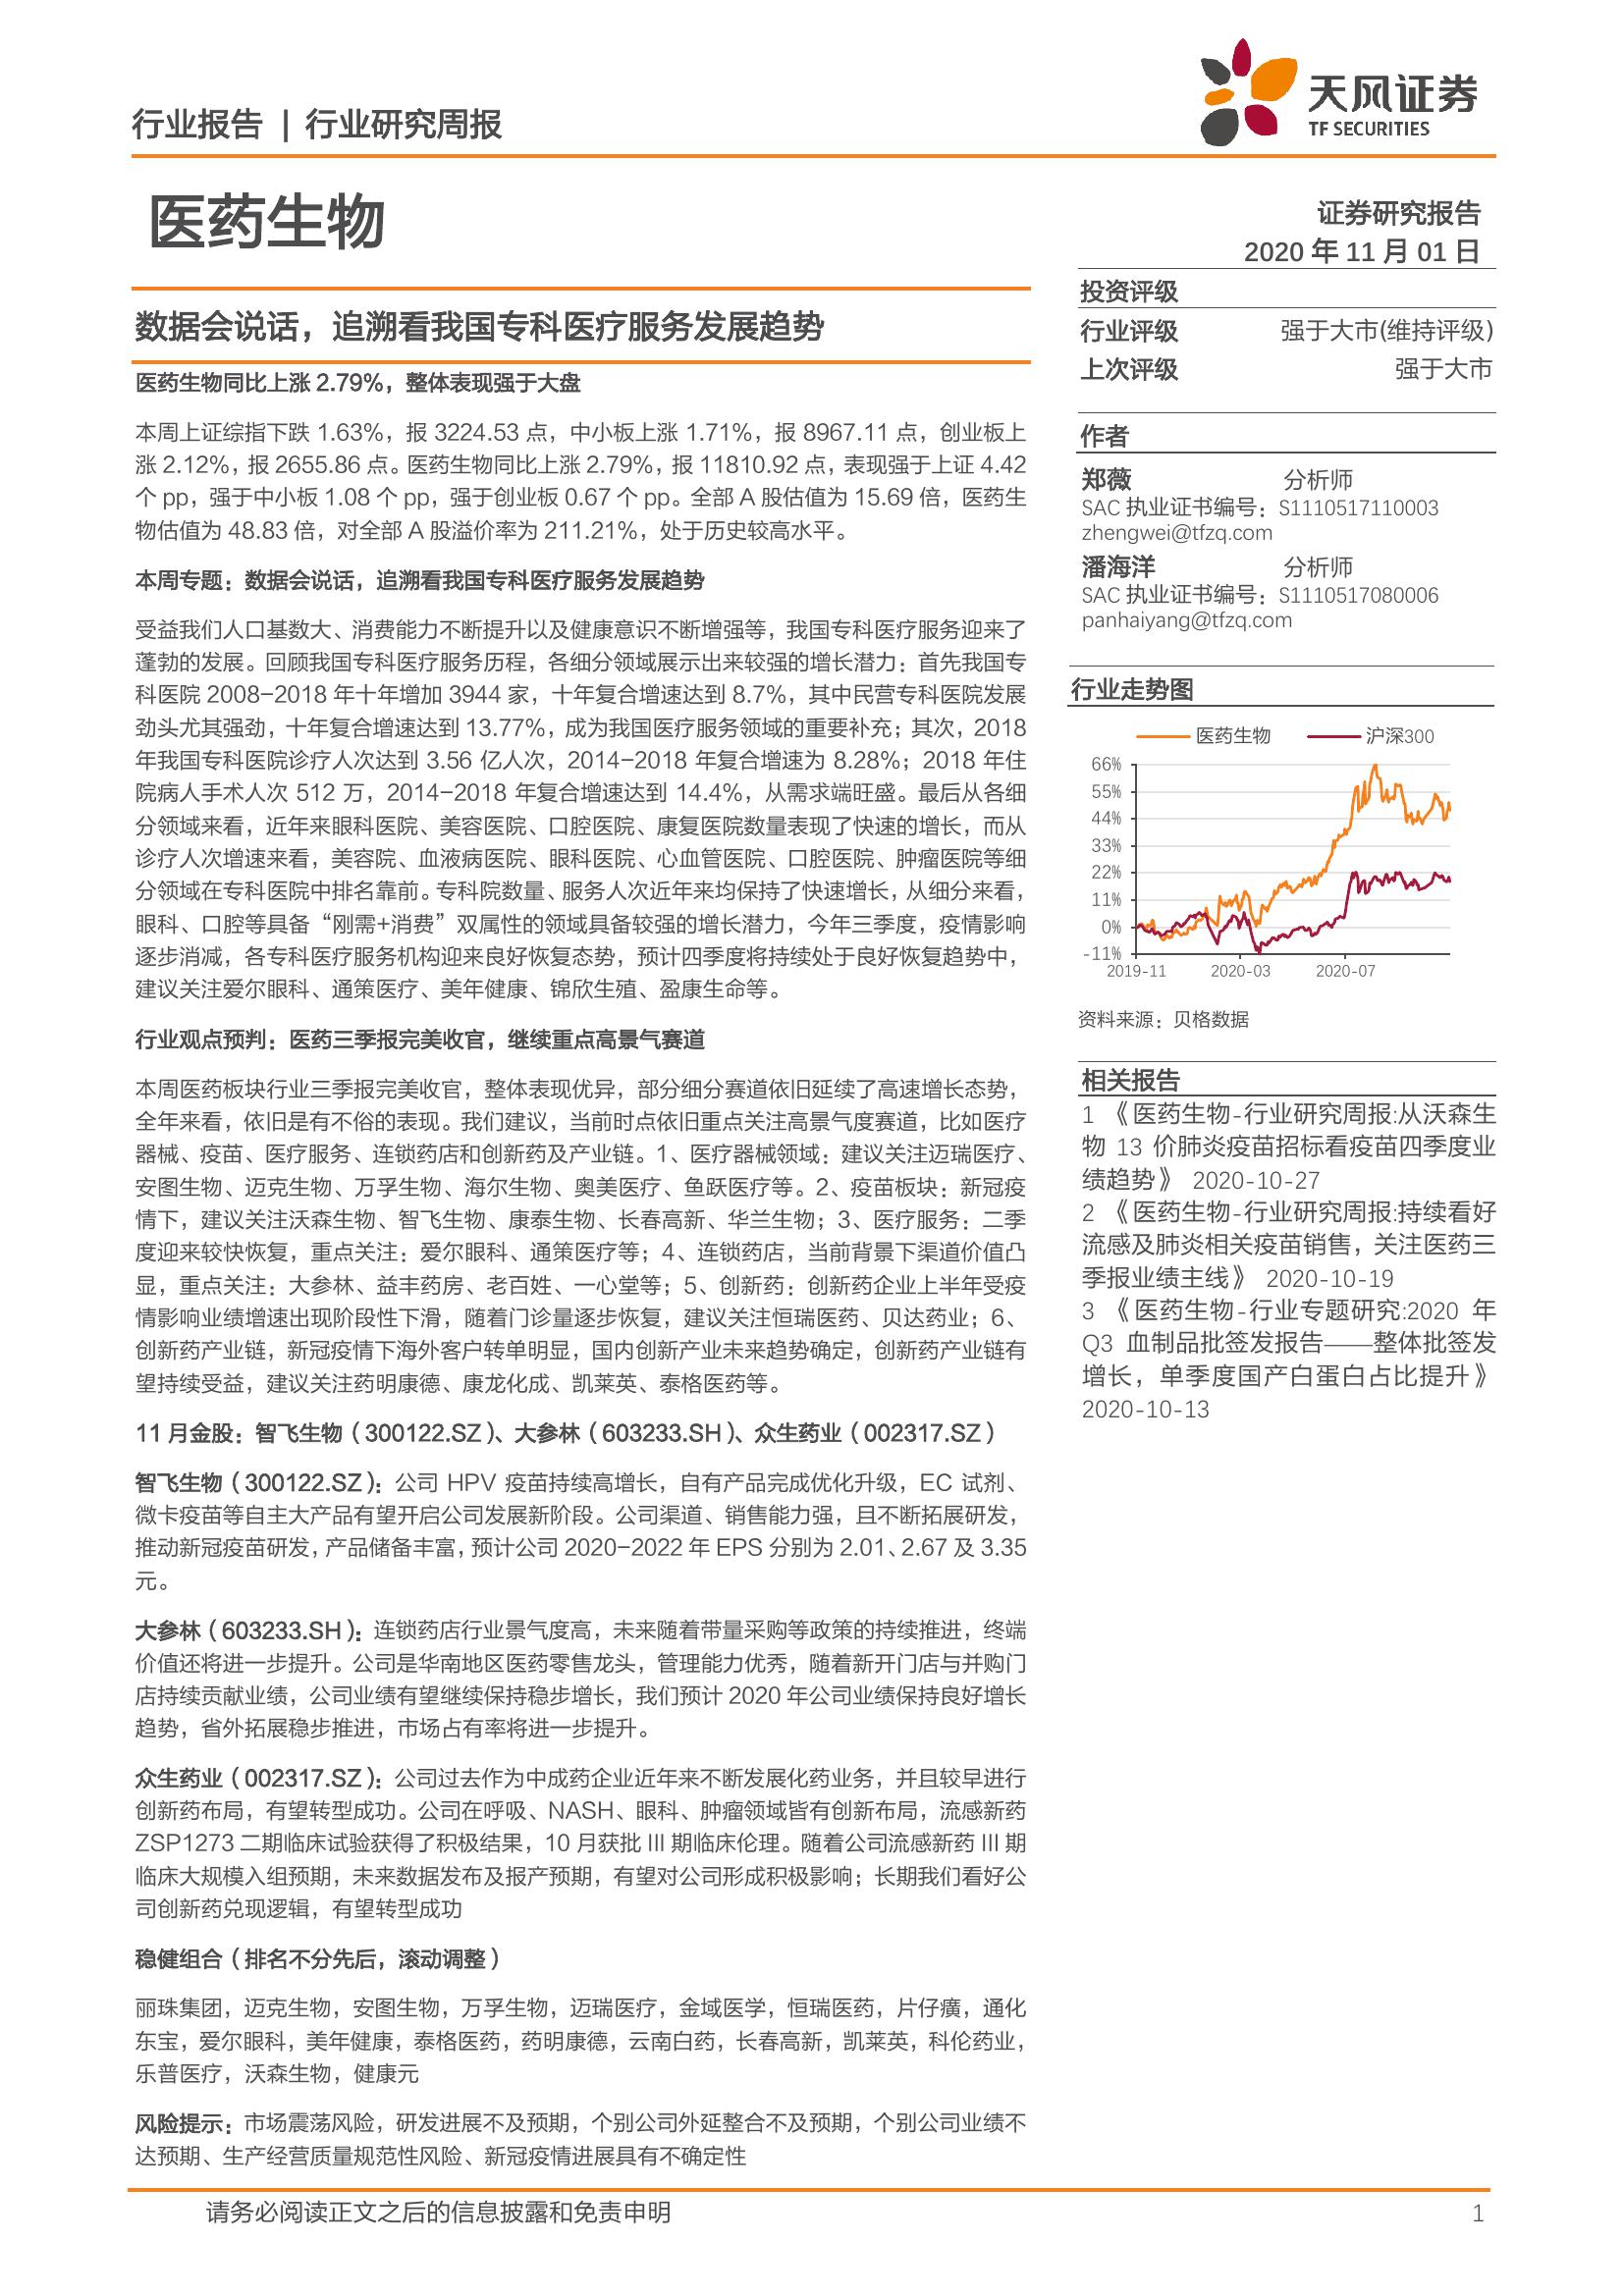 行业报告 | 行业研究周报
天风证券
TF SECURITIES
医药生物
证券研究报告
2020 年 11 月 01 日
数据会说话，追溯看我国专科医疗服务发展趋势
医药生物同比上涨 2.79%，整体表现强于大盘
本周上证综指下跌 1.63%，报 3224.53 点，中小板上涨 1.71%，报 8967.11 点，创业板上
涨 2.12%，报 2655.86 点。医药生物同比上涨 2.79%，报 11810.92 点，表现强于上证 4.42
个 pp，强于中小板 1.08 个 pp，强于创业板 0.67 个 pp。全部 A 股估值为 15.69 倍，医药生
物估值为 48.83 倍，对全部 A 股溢价率为 211.21%，处于历史较高水平。
本周专题：数据会说话，追溯看我国专科医疗服务发展趋势
受益我们人口基数大、消费能力不断提升以及健康意识不断增强等，我国专科医疗服务迎来了
蓬勃的发展。回顾我国专科医疗服务历程，各细分领域展示出来较强的增长潜力：首先我国专
科医院 2008-2018 年十年增加 3944 家，十年复合增速达到 8.7%，其中民营专科医院发展
劲头尤其强劲，十年复合增速达到 13.77%，成为我国医疗服务领域的重要补充；其次，2018
年我国专科医院诊疗人次达到 3.56 亿人次，2014-2018 年复合增速为 8.28%；2018 年住
院病人手术人次 512 万，2014-2018 年复合增速达到 14.4%，从需求端旺盛。最后从各细
分领域来看，近年来眼科医院、美容医院、口腔医院、康复医院数量表现了快速的增长，而从
诊疗人次增速来看，美容院、血液病医院、眼科医院、心血管医院、口腔医院、肿瘤医院等细
分领域在专科医院中排名靠前。专科院数量、服务人次近年来均保持了快速增长，从细分来看，
眼科、口腔等具备“刚需+消费”双属性的领域具备较强的增长潜力，今年三季度，疫情影响
逐步消减，各专科医疗服务机构迎来良好恢复态势，预计四季度将持续处于良好恢复趋势中，
建议关注爱尔眼科、通策医疗、美年健康、锦欣生殖、盈康生命等。
行业观点预判：医药三季报完美收官，继续重点高景气赛道
本周医药板块行业三季报完美收官，整体表现优异，部分细分赛道依旧延续了高速增长态势，
全年来看，依旧是有不俗的表现。我们建议，当前时点依旧重点关注高景气度赛道，比如医疗
器械、疫苗、医疗服务、连锁药店和创新药及产业链。1、医疗器械领域：建议关注迈瑞医疗、
安图生物、迈克生物、万孚生物、海尔生物、奥美医疗、鱼跃医疗等。2、疫苗板块：新冠疫
情下，建议关注沃森生物、智飞生物、康泰生物、长春高新、华兰生物；3、医疗服务：二季
度迎来较快恢复，重点关注：爱尔眼科、通策医疗等；4、连锁药店，当前背景下渠道价值凸
显，重点关注：大参林、益丰药房、老百姓、一心堂等；5、创新药：创新药企业上半年受疫
情影响业绩增速出现阶段性下滑，随着门诊量逐步恢复，建议关注恒瑞医药、贝达药业；6、
创新药产业链，新冠疫情下海外客户转单明显，国内创新产业未来趋势确定，创新药产业链有
望持续受益，建议关注药明康德、康龙化成、凯莱英、泰格医药等。
11 月金股：智飞生物（300122.SZ）、大参林（603233.SH）、众生药业（002317.SZ）
智飞生物（300122.SZ）：公司 HPV 疫苗持续高增长，自有产品完成优化升级，EC 试剂、
微卡疫苗等自主大产品有望开启公司发展新阶段。公司渠道、销售能力强，且不断拓展研发，
推动新冠疫苗研发，产品储备丰富，预计公司 2020-2022 年 EPS 分别为 2.01、2.67 及 3.35
元。
大参林（603233.SH）：连锁药店行业景气度高，未来随着带量采购等政策的持续推进，终端
价值还将进一步提升。公司是华南地区医药零售龙头，管理能力优秀，随着新开门店与并购门
店持续贡献业绩，公司业绩有望继续保持稳步增长，我们预计 2020 年公司业绩保持良好增长
趋势，省外拓展稳步推进，市场占有率将进一步提升。
众生药业（002317.SZ）：公司过去作为中成药企业近年来不断发展化药业务，并且较早进行
创新药布局，有望转型成功。公司在呼吸、NASH、眼科、肿瘤领域皆有创新布局，流感新药
ZSP1273 二期临床试验获得了积极结果，10 月获批 III 期临床伦理。随着公司流感新药 III 期
临床大规模入组预期，未来数据发布及报产预期，有望对公司形成积极影响；长期我们看好公
司创新药兑现逻辑，有望转型成功
稳健组合（排名不分先后，滚动调整）
丽珠集团，迈克生物，安图生物，万孚生物，迈瑞医疗，金域医学，恒瑞医药，片仔癀，通化
东宝，爱尔眼科，美年健康，泰格医药，药明康德，云南白药，长春高新，凯莱英，科伦药业，
乐普医疗，沃森生物，健康元
风险提示：市场震荡风险，研发进展不及预期，个别公司外延整合不及预期，个别公司业绩不
达预期、生产经营质量规范性风险、新冠疫情进展具有不确定性
投资评级
行业评级 强于大市(维持评级)
上次评级 强于大市
作者
郑薇 分析师
SAC 执业证书编号：S1110517110003
zhengwei@tfzq.com
潘海洋 分析师
SAC 执业证书编号：S1110517080006
panhaiyang@tfzq.com
行业走势图
医药生物 沪深300
66%
55%
44%
33%
22%
11%
0%
-11%
2019-11 2020-03 2020-07
资料来源：贝格数据
相关报告
1 《医药生物-行业研究周报:从沃森生
物 13 价肺炎疫苗招标看疫苗四季度业
绩趋势》 2020-10-27
2 《医药生物-行业研究周报:持续看好
流感及肺炎相关疫苗销售，关注医药三
季报业绩主线》 2020-10-19
3 《医药生物-行业专题研究:2020 年
Q3 血制品批签发报告——整体批签发
增长，单季度国产白蛋白占比提升》
2020-10-13
请务必阅读正文之后的信息披露和免责申明
1